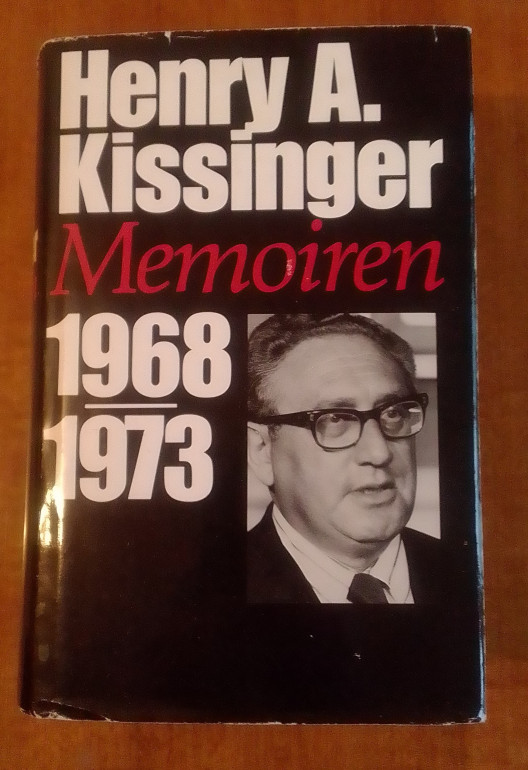 Henry A.
Kissinger
Memoiren
1968
1973